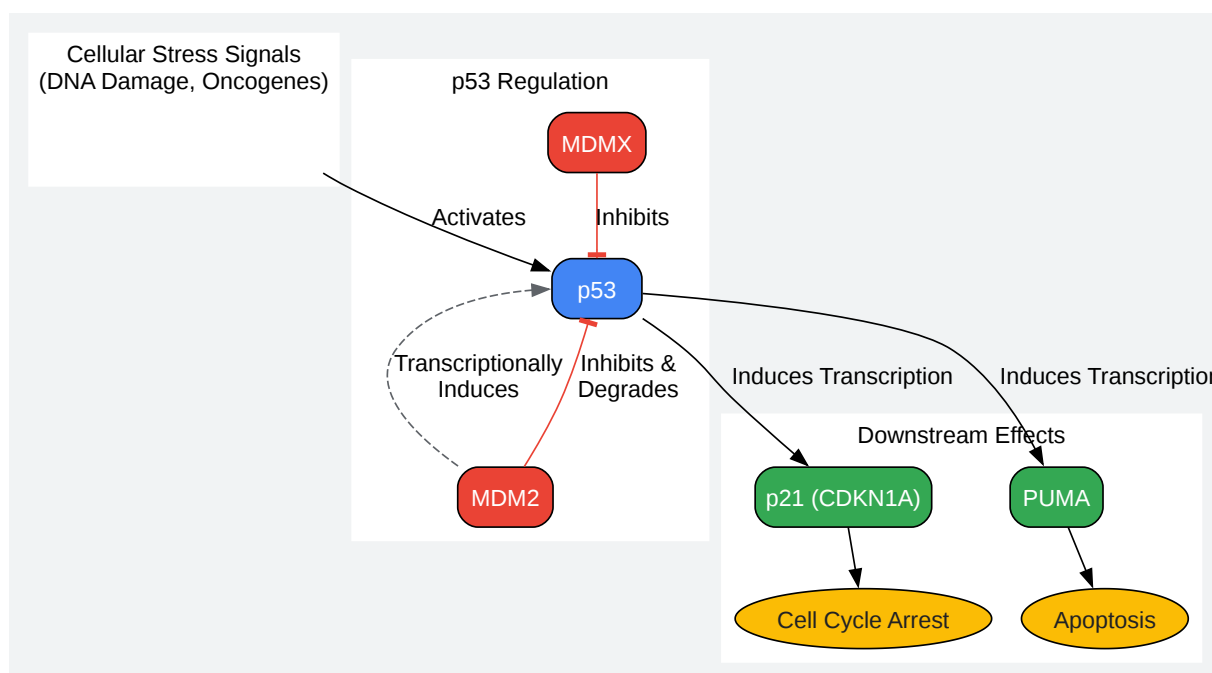 Cellular Stress Signals
(DNA Damage, Oncogenes)
p53 Regulation
MDMX
Activates
Inhibits
p53
Transcriptionally
Induces
Inhibits &
Degrades
Induces Transcription
Induces Transcription
Downstream Effects
MDM2
p21 (CDKN1A)
PUMA
Cell Cycle Arrest
Apoptosis